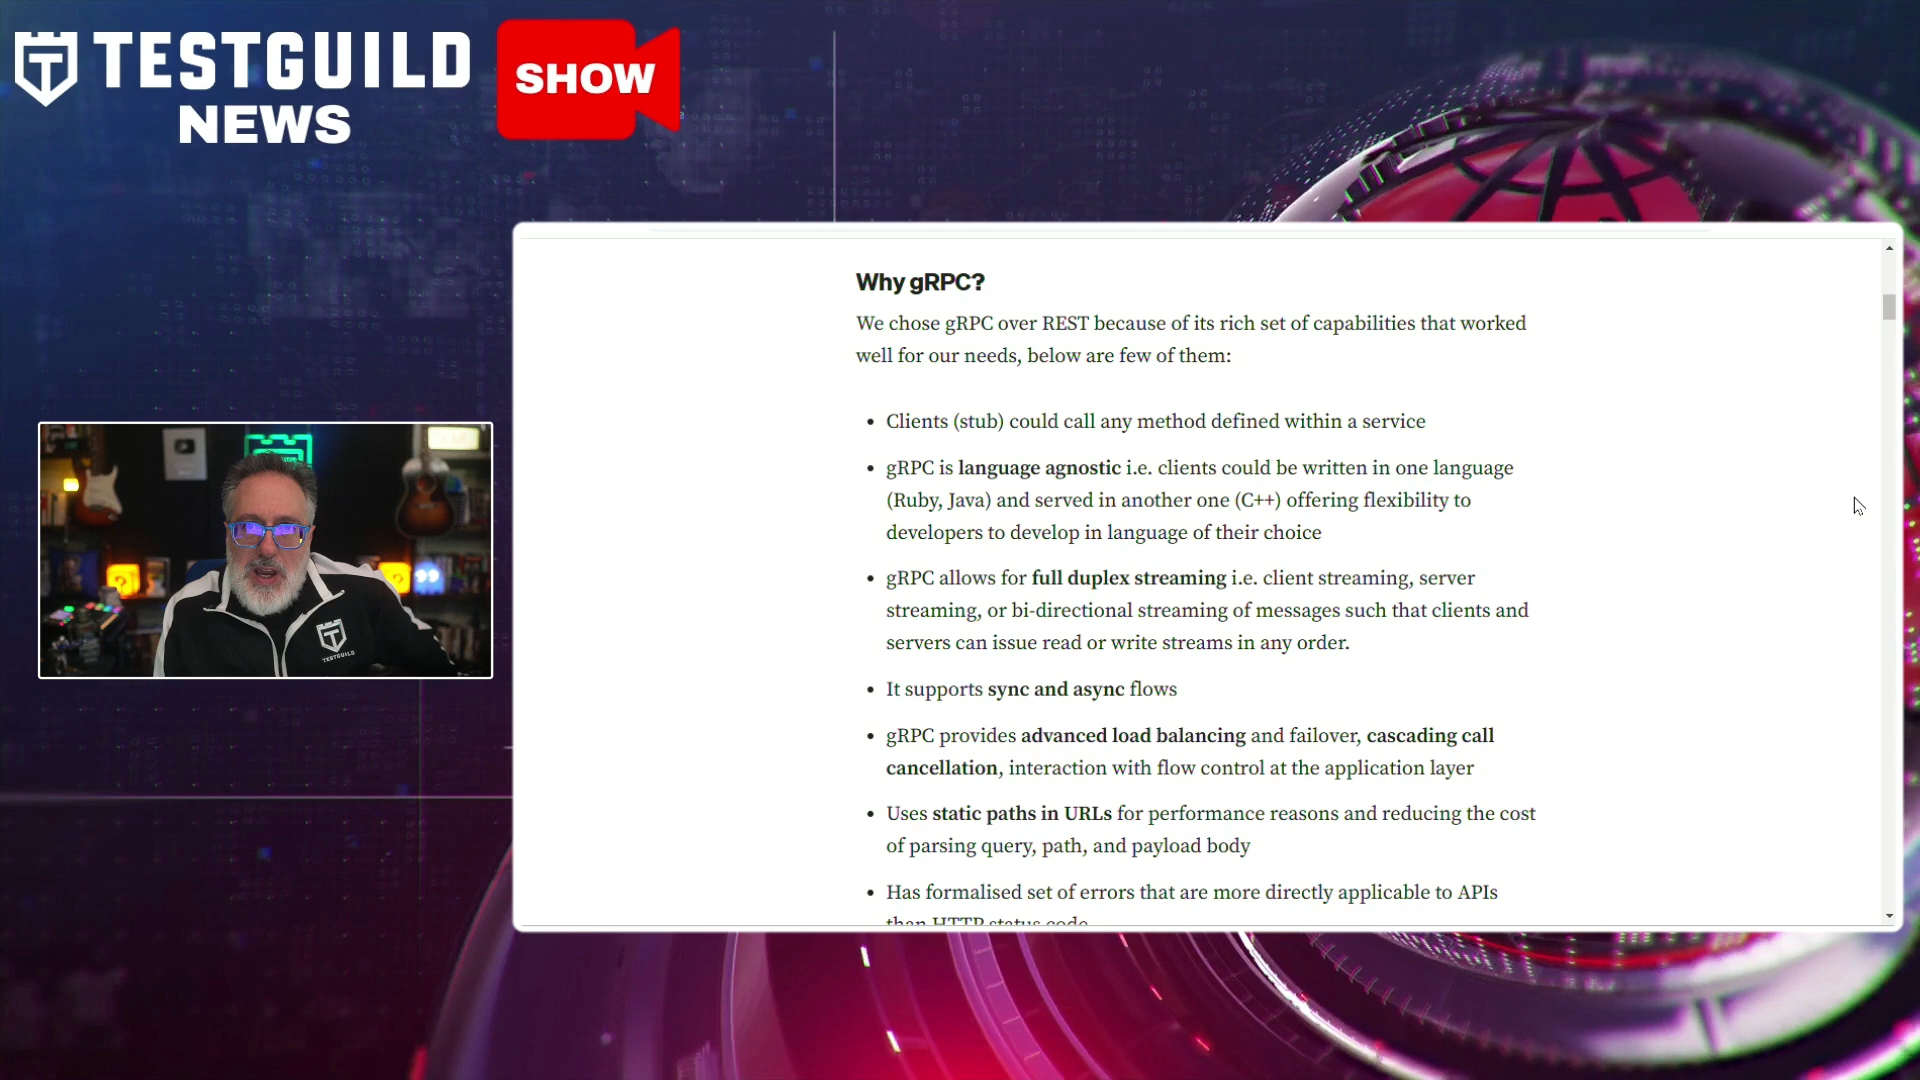 TESTGUILD
NEWS
SHOW
Why gRPC?
We chose gRPC over REST because of its rich set of capabilities that worked
well for our needs, below are few of them:
• Clients (stub) could call any method defined within a service
• gRPC is language agnostic i.e. clients could be written in one language
(Ruby, Java) and served in another one (C++) offering flexibility to
developers to develop in language of their choice
• gRPC allows for full duplex streaming i.e. client streaming, server
streaming, or bi-directional streaming of messages such that clients and
servers can issue read or write streams in any order.
• It supports sync and async flows
• gRPC provides advanced load balancing and failover, cascading call
cancellation, interaction with flow control at the application layer
• Uses static paths in URLs for performance reasons and reducing the cost
of parsing query, path, and payload body
• Has formalised set of errors that are more directly applicable to APIs
than HTTP status code
TESTGUILD